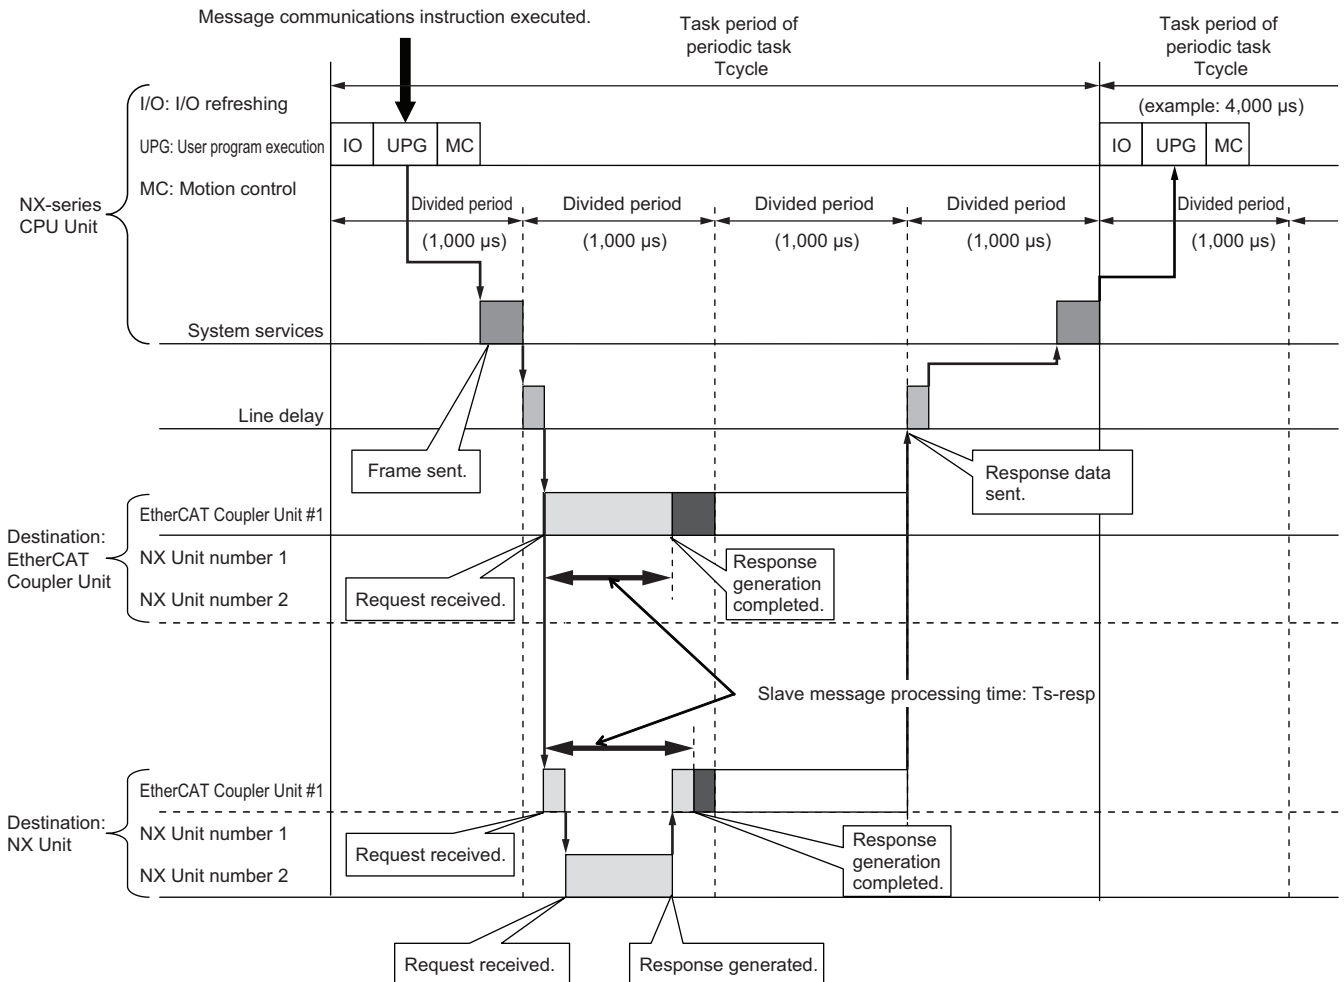 Message communications instruction executed.
Task period of
periodic task
Tcycle
Task period of
periodic task
Tcycle
(example: 4,000 µs)
I/O: I/O refreshing
UPG: User program execution
MC: Motion control
IO
UPG
MC
IO
UPG
MC
NX-series
CPU Unit
Divided period
(1,000 µs)
Divided period
(1,000 µs)
Divided period
(1,000 µs)
Divided period
(1,000 µs)
Divided period
(1,000 µs)
System services
Line delay
Frame sent.
Response data
sent.
Destination:
EtherCAT
Coupler Unit
EtherCAT Coupler Unit #1
NX Unit number 1
NX Unit number 2
Request received.
Response
generation
completed.
Slave message processing time: Ts-resp
Destination:
NX Unit
EtherCAT Coupler Unit #1
NX Unit number 1
NX Unit number 2
Request received.
Response
generation
completed.
Request received.
Response generated.